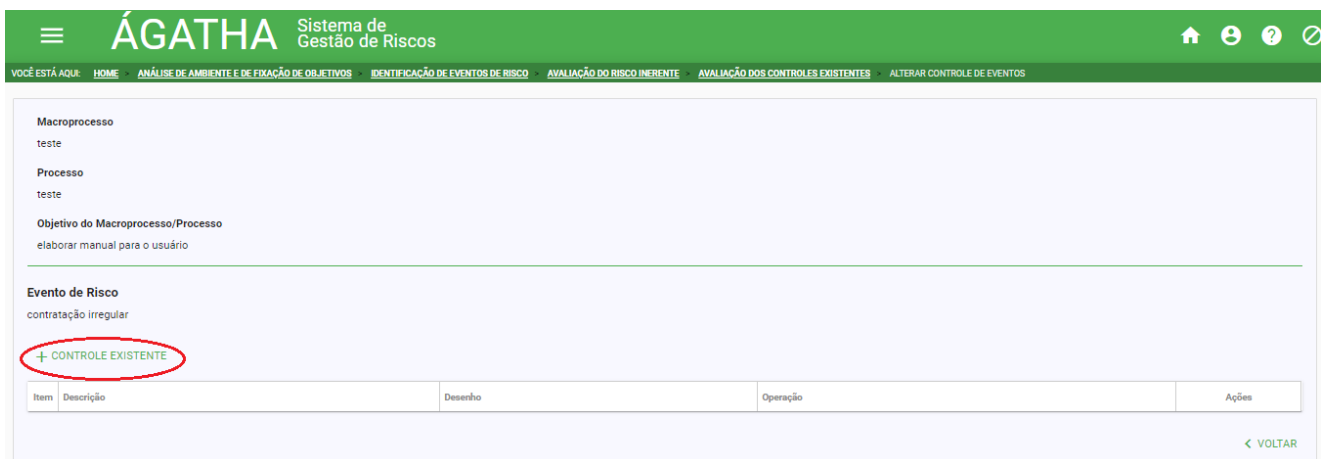 ÁGATHA Sistema de
Gestão de Riscos
VOCÊ ESTÁ AQUI: HOME > ANÁLISE DE AMBIENTE E DE FIXAÇÃO DE OBJETIVOS > IDENTIFICAÇÃO DE EVENTOS DE RISCO > AVALIAÇÃO DO RISCO INERENTE > AVALIAÇÃO DOS CONTROLES EXISTENTES > ALTERAR CONTROLE DE EVENTOS
Macroprocesso
teste
Processo
teste
Objetivo do Macroprocesso/Processo
elaborar manual para o usuário
Evento de Risco
contratação irregular
+ CONTROLE EXISTENTE
Item Descrição Desenho Operação Ações
< VOLTAR